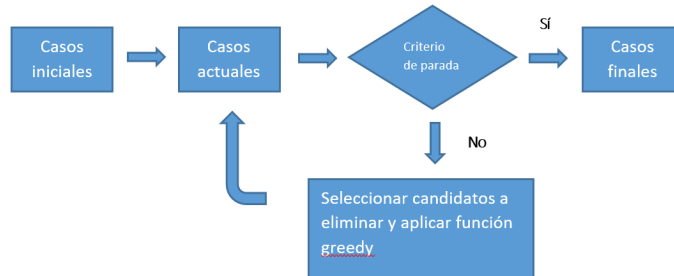 Casos
iniciales
Casos
actuales
Criterio
de parada
Sí
Casos
finales
No
Seleccionar candidatos a
eliminar y aplicar función
greedy